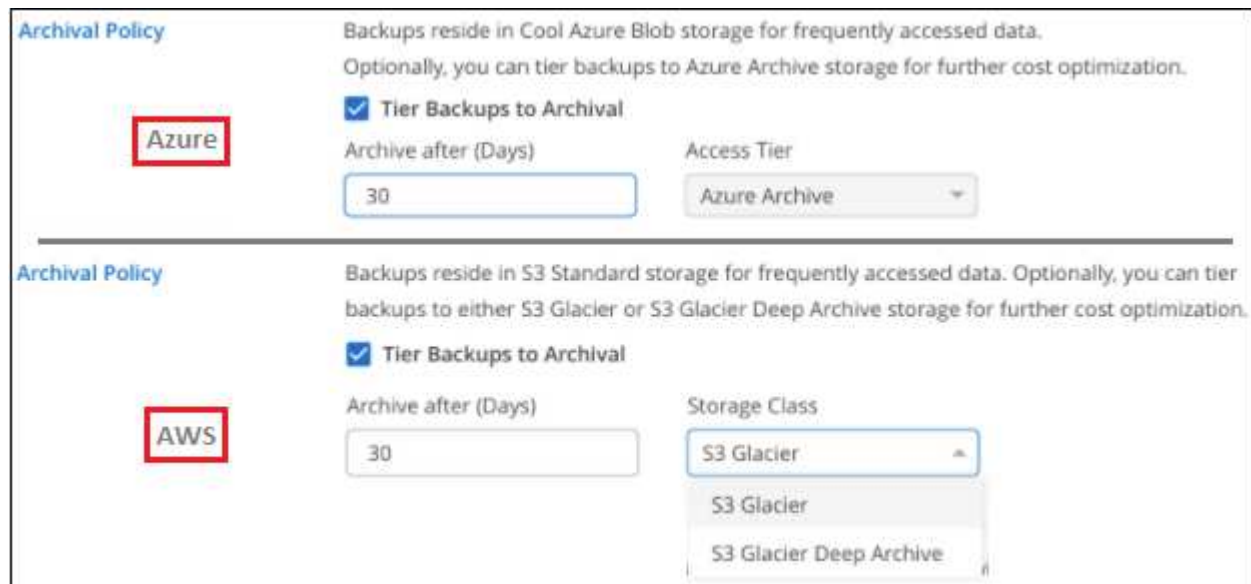 Archival Policy
Backups reside in Cool Azure Blob storage for frequently accessed data.
Optionally, you can tier backups to Azure Archive storage for further cost optimization.
Tier Backups to Archival
Azure
Archive after (Days)
Access Tier
30
Azure Archive
Archival Policy
Backups reside in S3 Standard storage for frequently accessed data. Optionally, you can tier
backups to either S3 Glacier or S3 Glacier Deep Archive storage for further cost optimization.
Tier Backups to Archival
Archive after (Days)
Storage Class
AWS
30
S3 Glacier
S3 Glacier
S3 Glacier Deep Archive